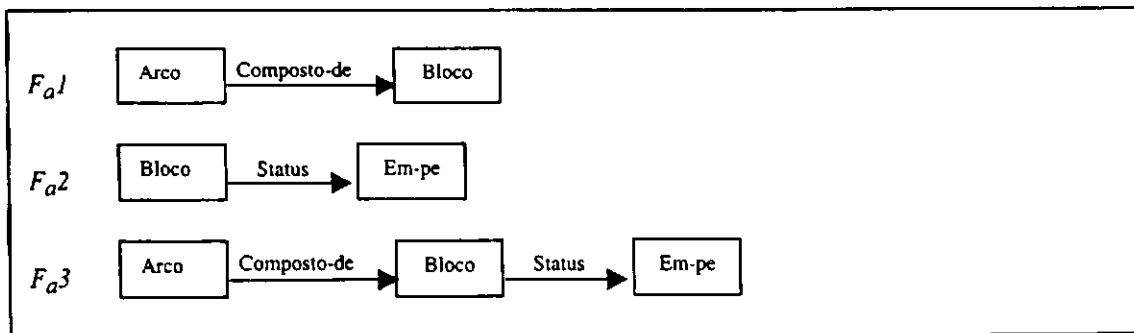 Fa1 Arco Composto-de Bloco
Fa2 Bloco Status Em-pe
Fa3 Arco Composto-de Bloco Status Em-pe